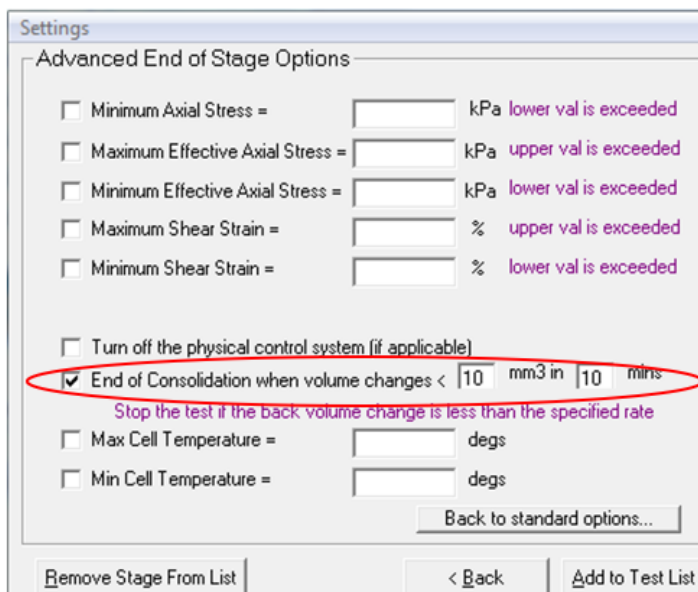 Settings
Advanced End of Stage Options
Minimum Axial Stress = kPa lower val is exceeded
Maximum Effective Axial Stress = kPa upper val is exceeded
Minimum Effective Axial Stress = kPa lower val is exceeded
Maximum Shear Strain = % upper val is exceeded
Minimum Shear Strain = % lower val is exceeded
Turn off the physical control system (if applicable)
End of Consolidation when volume changes < 10 mm3 in 10 mins
Stop the test if the back volume change is less than the specified rate
Max Cell Temperature = degs
Min Cell Temperature = degs
Back to standard options...
Remove Stage From List < Back Add to Test List